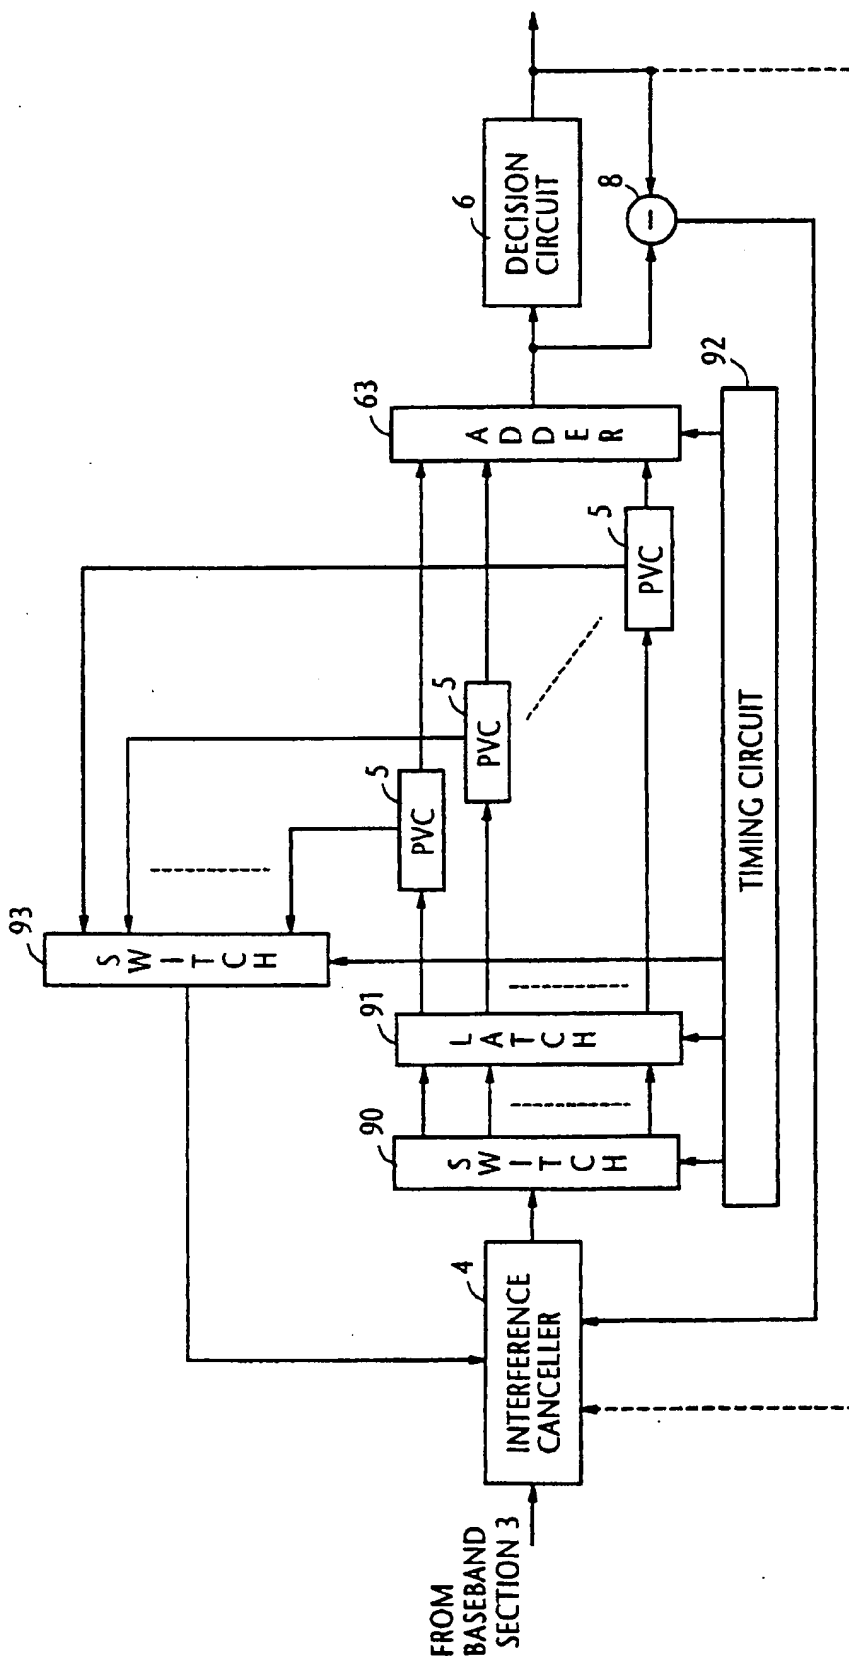 FROM
BASEBAND
SECTION 3
4
INTERFERENCE
CANCELLER
90
SWITCH
91
LATCH
93
SWITCH
5
PVC
5
PVC
5
PVC
63
ADDER
6
DECISION
CIRCUIT
8
−
92
TIMING CIRCUIT